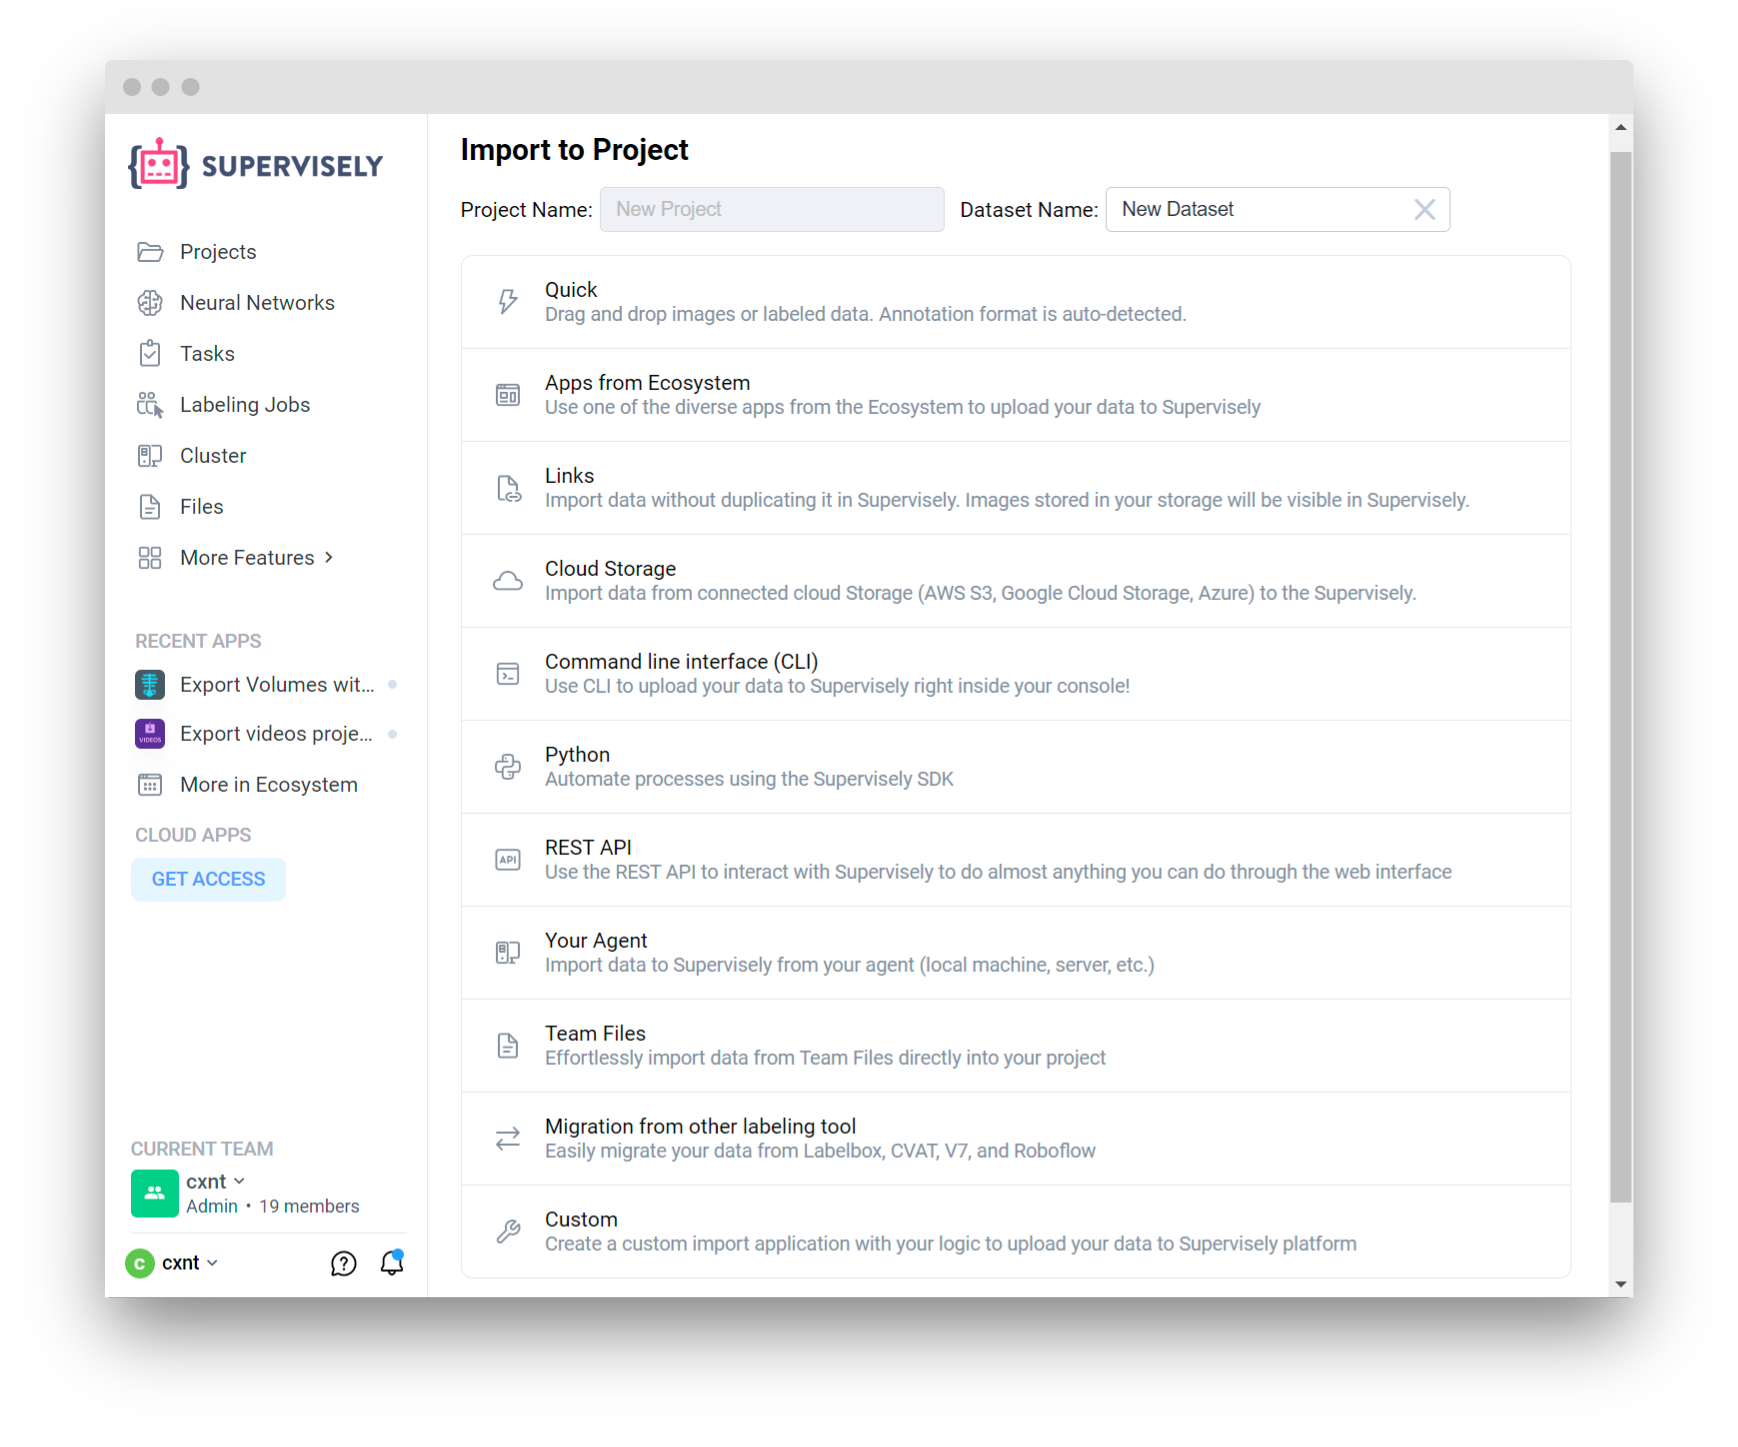 SUPERVISELY
Projects
Neural Networks
Tasks
Labeling Jobs
Cluster
Files
More Features
RECENT APPS
Export Volumes wit...
VIDEOS
Export videos proje...
More in Ecosystem
CLOUD APPS
GET ACCESS
CURRENT TEAM
cxnt
Admin • 19 members
c cxnt
Import to Project
Project Name: New Project Dataset Name: New Dataset
Quick
Drag and drop images or labeled data. Annotation format is auto-detected.
Apps from Ecosystem
Use one of the diverse apps from the Ecosystem to upload your data to Supervisely
Links
Import data without duplicating it in Supervisely. Images stored in your storage will be visible in Supervisely.
Cloud Storage
Import data from connected cloud Storage (AWS S3, Google Cloud Storage, Azure) to the Supervisely.
Command line interface (CLI)
Use CLI to upload your data to Supervisely right inside your console!
Python
Automate processes using the Supervisely SDK
API
REST API
Use the REST API to interact with Supervisely to do almost anything you can do through the web interface
Your Agent
Import data to Supervisely from your agent (local machine, server, etc.)
Team Files
Effortlessly import data from Team Files directly into your project
Migration from other labeling tool
Easily migrate your data from Labelbox, CVAT, V7, and Roboflow
Custom
Create a custom import application with your logic to upload your data to Supervisely platform